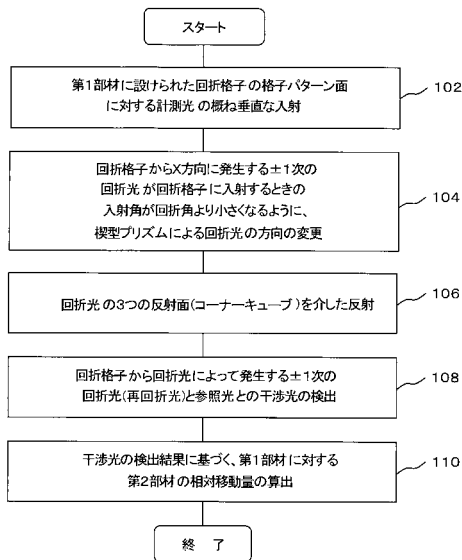 スタート
第1部材に設けられた回折格子の格子パターン面
に対する計測光の概ね垂直な入射
102
回折格子からX方向に発生する±1次の
回折光が回折格子に入射するときの
入射角が回折角より小さくなるように、
楔型プリズムによる回折光の方向の変更
104
回折光の3つの反射面(コーナーキューブ)を介した反射
106
回折格子から回折光によって発生する±1次の
回折光(再回折光)と参照光との干渉光の検出
108
干渉光の検出結果に基づく、第1部材に対する
第2部材の相対移動量の算出
110
終 了